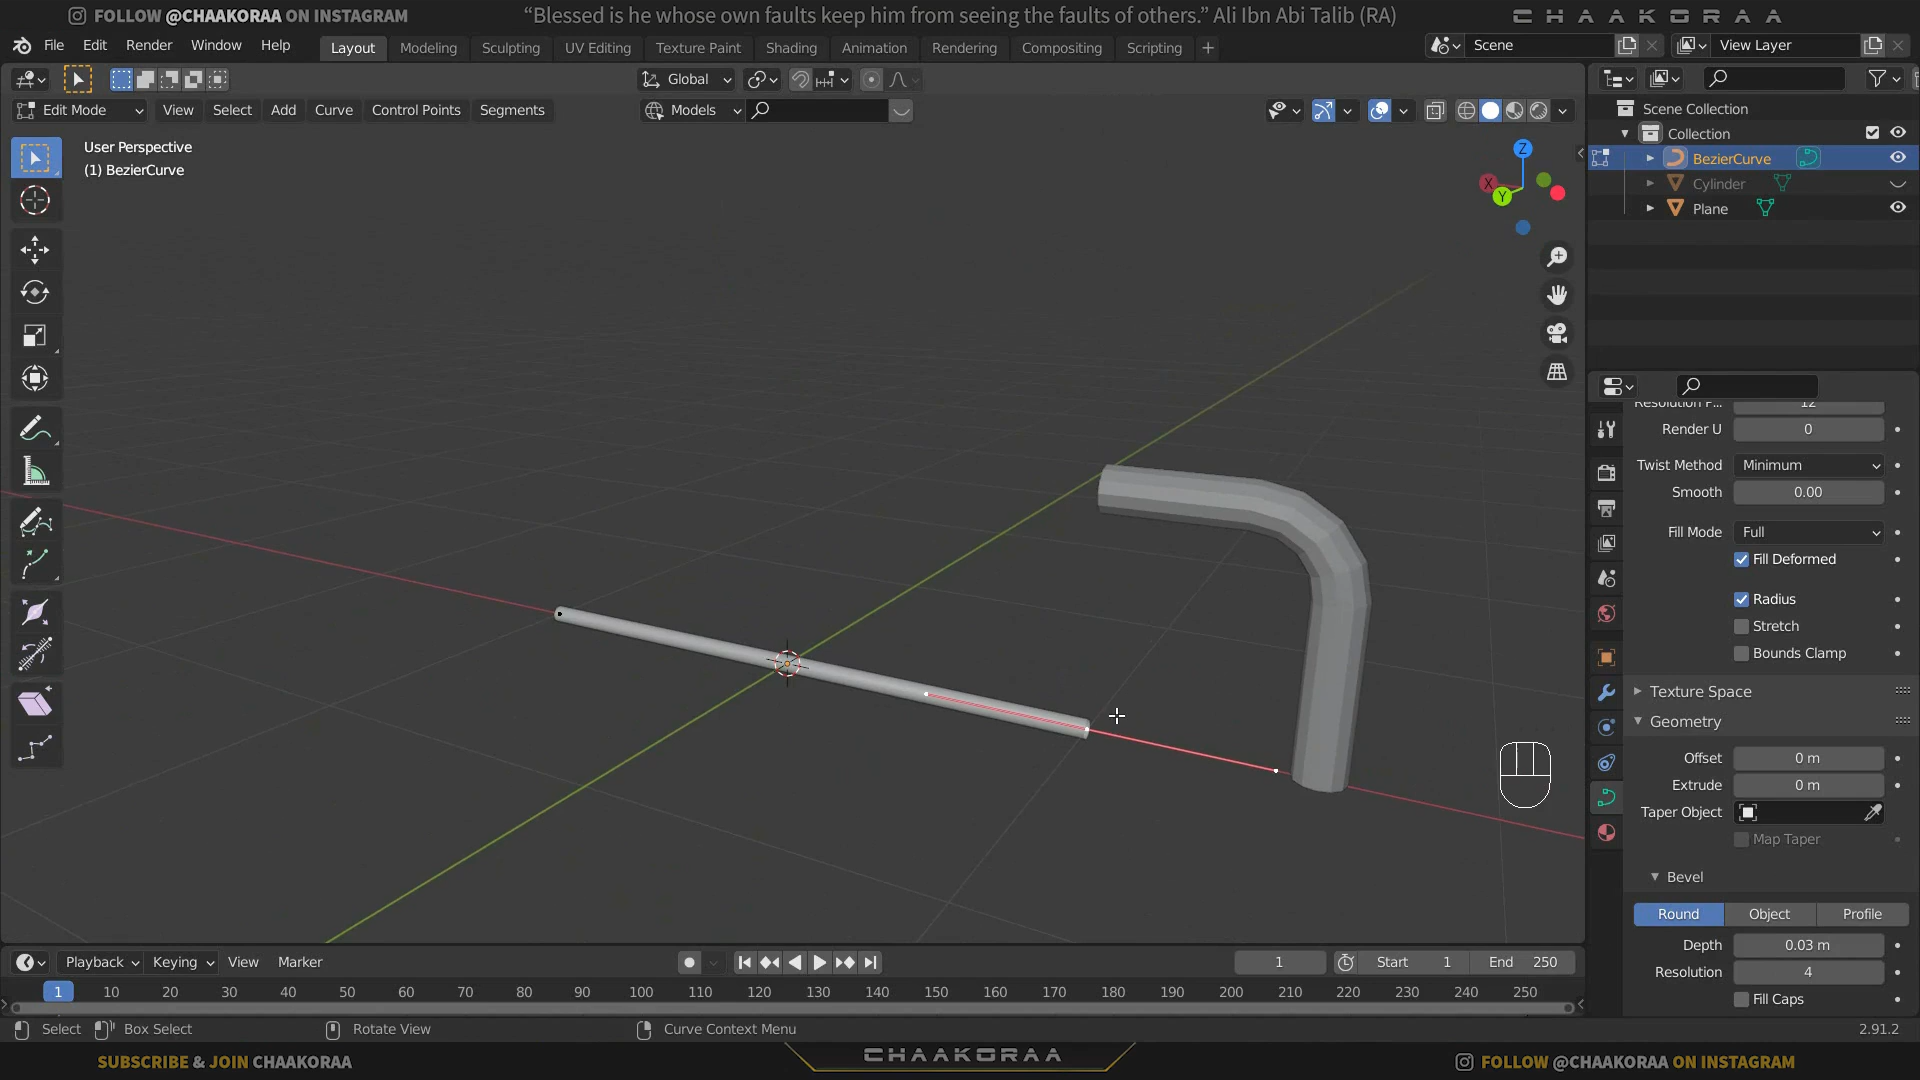 FOLLOW @CHAAKORAA ON INSTAGRAM
“Blessed is he whose own faults keep him from seeing the faults of others.” Ali Ibn Abi Talib (RA)
CHAAKORAA
File Edit Render Window Help
Layout Modeling Sculpting UV Editing Texture Paint Shading Animation Rendering Compositing Scripting +
Scene
View Layer
Global
Edit Mode View Select Add Curve Control Points Segments
Models
User Perspective
(1) BezierCurve
Z
X
Y
Scene Collection
Collection
BezierCurve
Cylinder
Plane
Resolution P... 12
Render U 0
Twist Method Minimum
Smooth 0.00
Fill Mode Full
Fill Deformed
Radius
Stretch
Bounds Clamp
Texture Space
Geometry
Offset 0 m
Extrude 0 m
Taper Object
Map Taper
Bevel
Round Object Profile
Depth 0.03 m
Resolution 4
Fill Caps
Playback Keying View Marker
1
Start 1 End 250
1 10 20 30 40 50 60 70 80 90 100 110 120 130 140 150 160 170 180 190 200 210 220 230 240 250
Select Box Select Rotate View Curve Context Menu
2.91.2
SUBSCRIBE & JOIN CHAAKORAA
CHAAKORAA
FOLLOW @CHAAKORAA ON INSTAGRAM